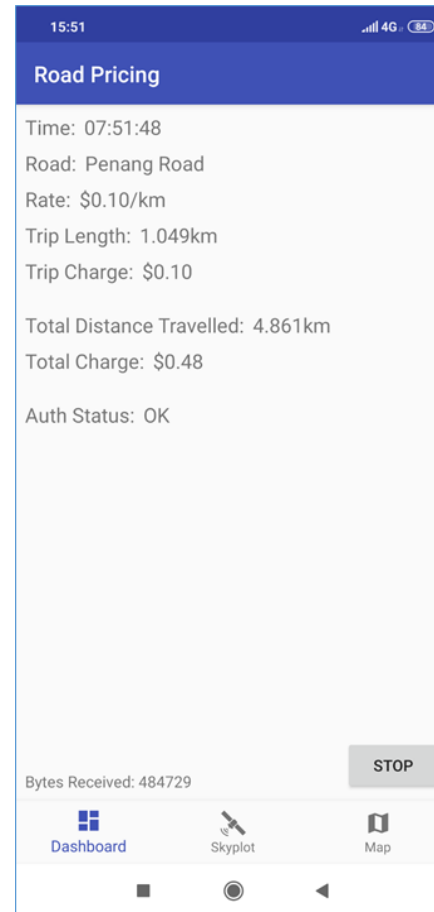 15:51 4G 84
Road Pricing
Time: 07:51:48
Road: Penang Road
Rate: $0.10/km
Trip Length: 1.049km
Trip Charge: $0.10
Total Distance Travelled: 4.861km
Total Charge: $0.48
Auth Status: OK
STOP
Bytes Received: 484729
Dashboard Skyplot Map